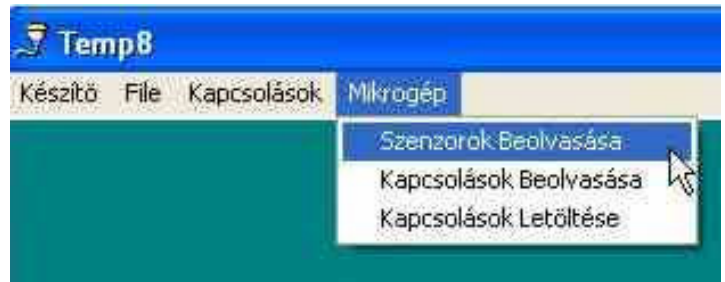 Temp8
Készítő File Kapcsolások Mikrogép
Szenzorok Beolvasása
Kapcsolások Beolvasása
Kapcsolások Letöltése